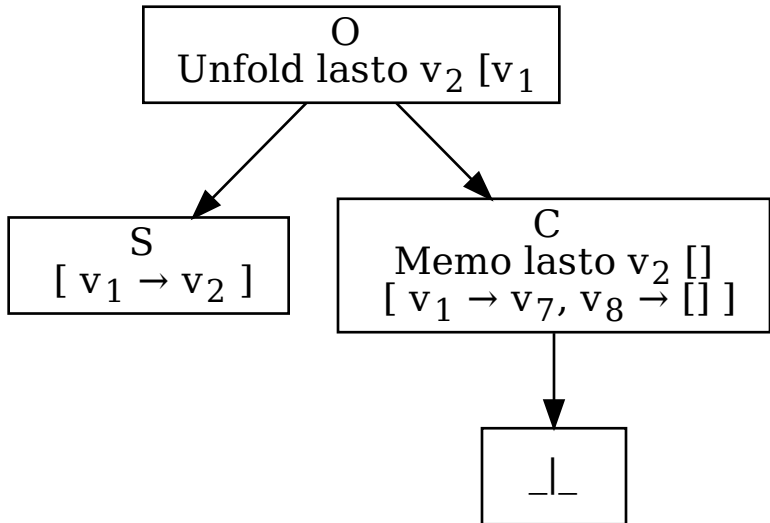 O
Unfold lasto v₂ [v₁
S
[ v₁ → v₂ ]
C
Memo lasto v₂ []
[ v₁ → v₇, v₈ → [] ]
_|_